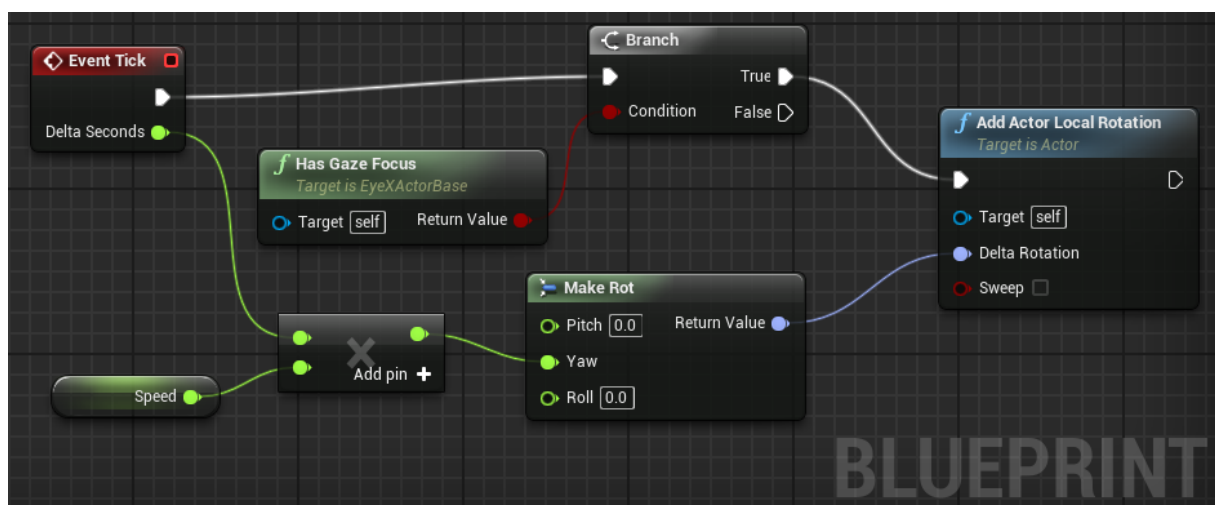 Event Tick
Delta Seconds
Has Gaze Focus
Target is EyeXActorBase
Target self Return Value
Speed
Add pin
Branch
True
Condition False
Make Rot
Pitch 0.0 Return Value
Yaw
Roll 0.0
Add Actor Local Rotation
Target is Actor
Target self
Delta Rotation
Sweep
BLUEPRINT